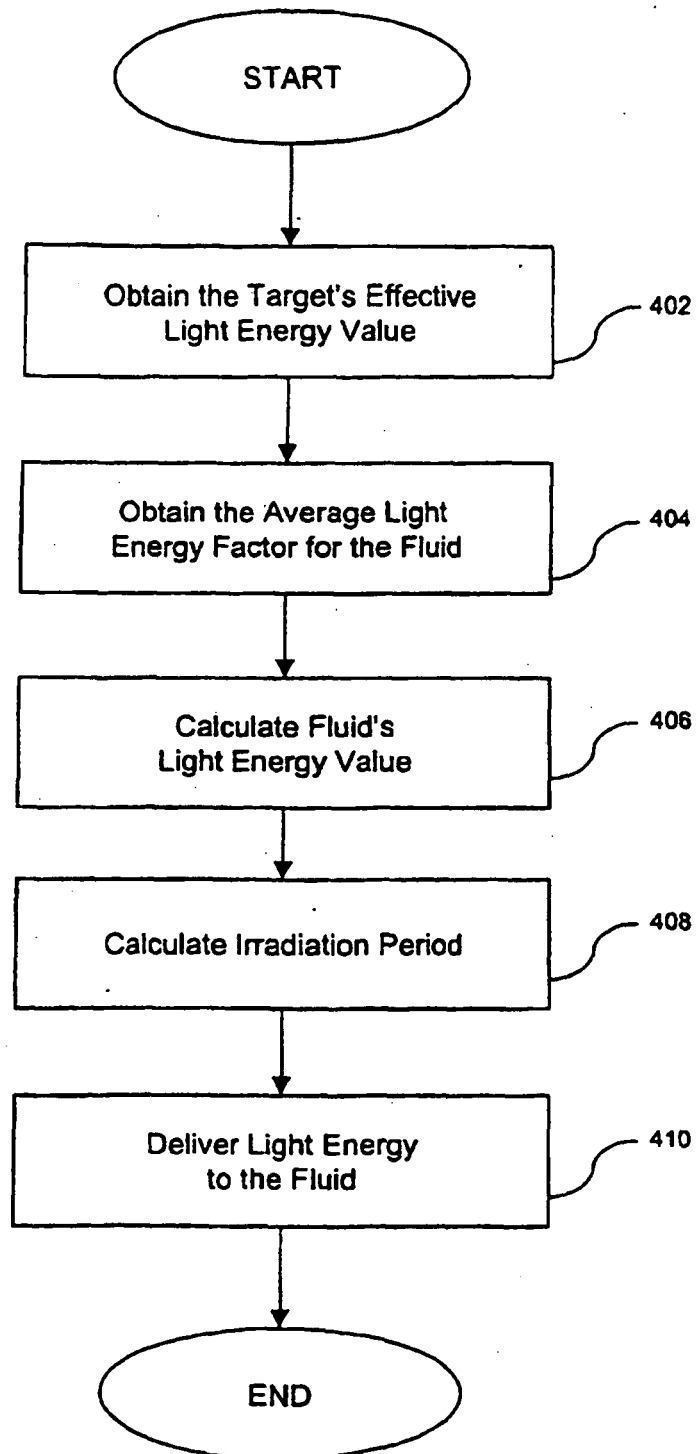 START
Obtain the Target's Effective
Light Energy Value
402
Obtain the Average Light
Energy Factor for the Fluid
404
Calculate Fluid's
Light Energy Value
406
Calculate Irradiation Period
408
Deliver Light Energy
to the Fluid
410
END